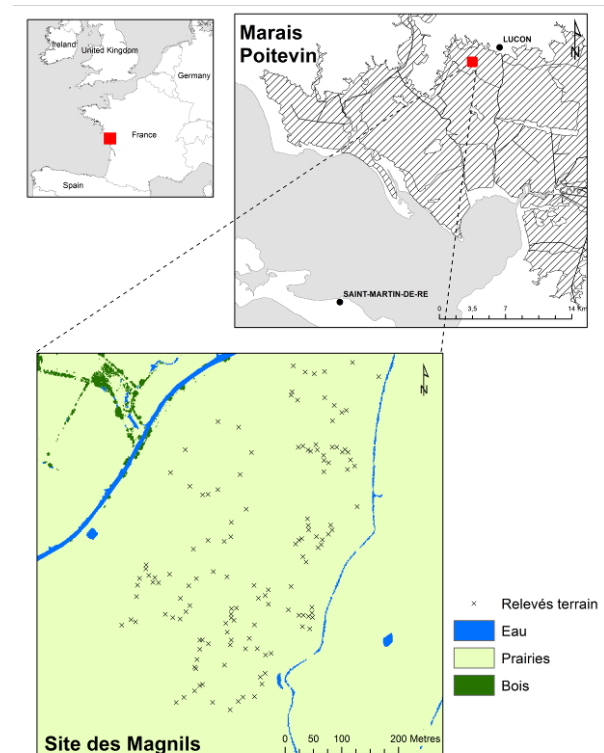 Ireland
United Kingdom
Germany
France
Spain
Marais
Poitevin
LUCON
N
SAINT-MARTIN-DE-RE
0 3,5 7 14 Km
N
Relevés terrain
Eau
Prairies
Bois
Site des Magnils
0 50 100 200 Metres